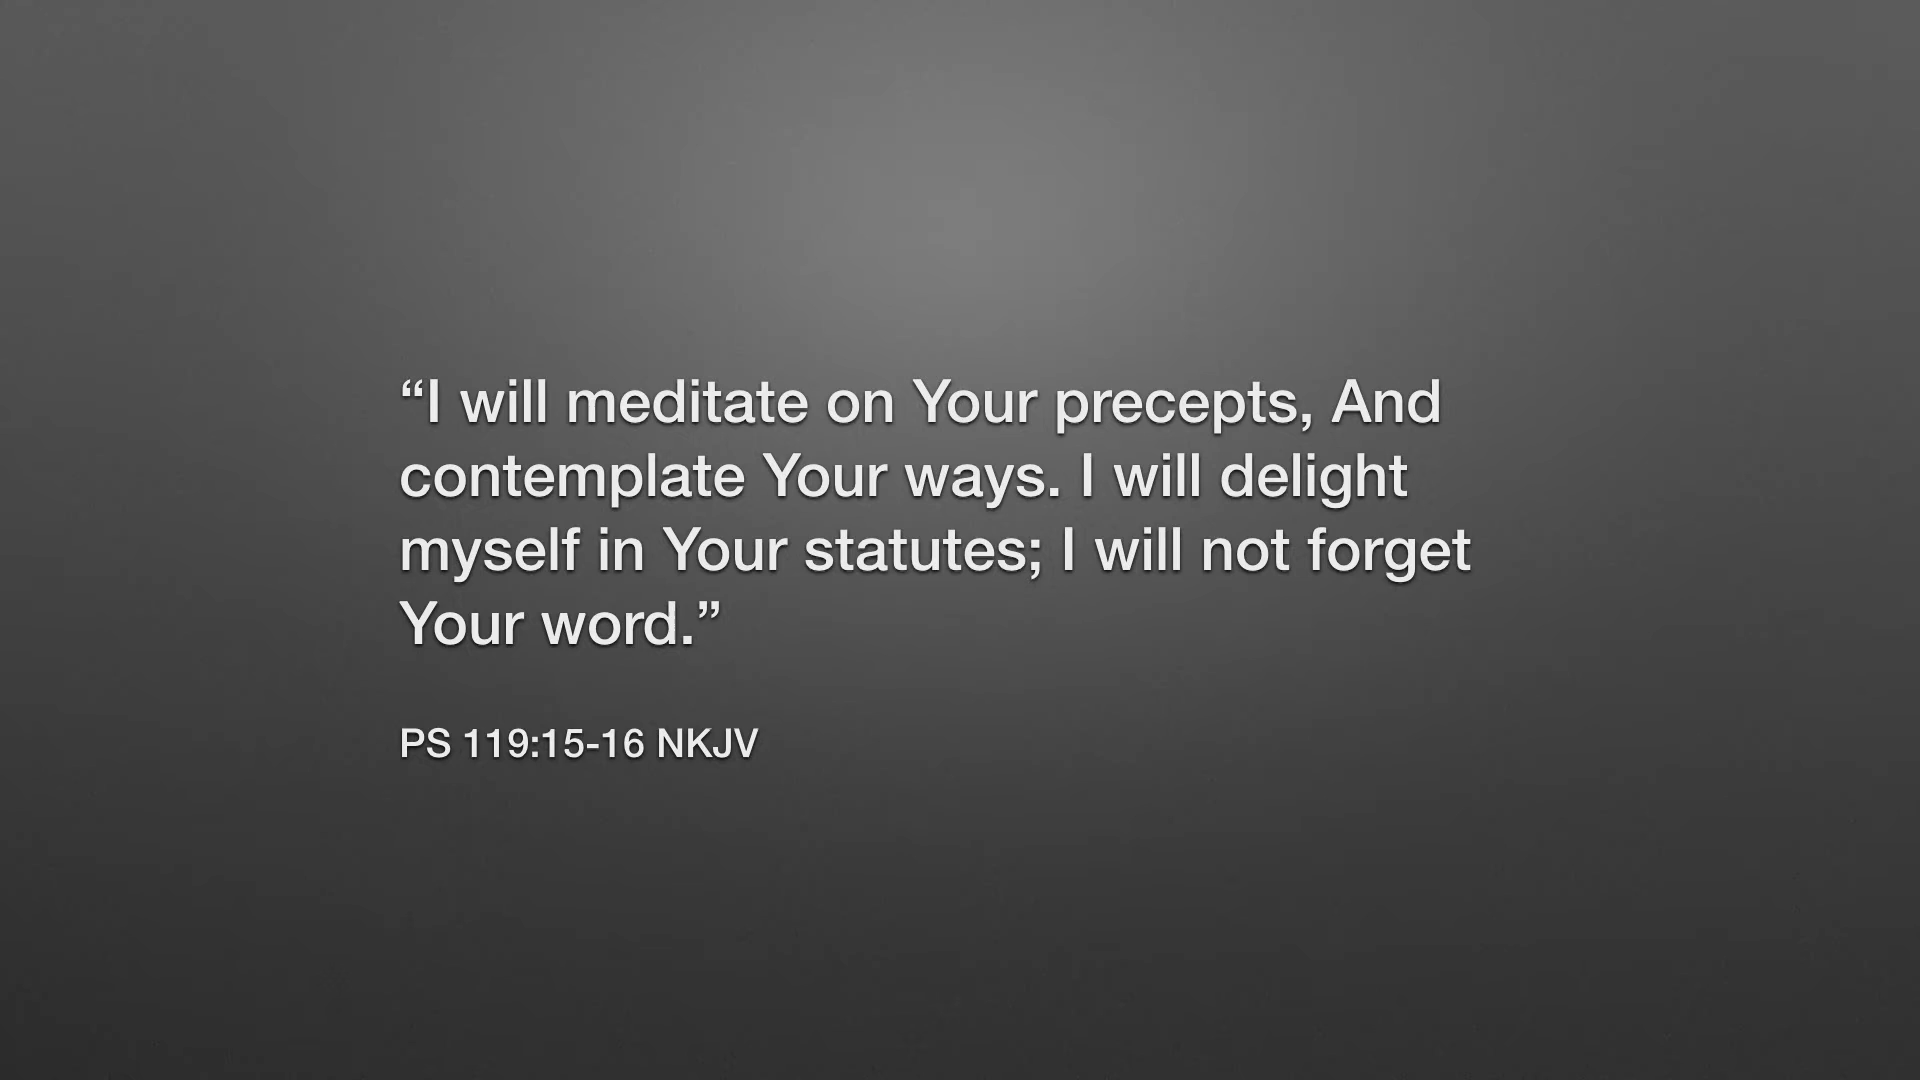 “I will meditate on Your precepts, And
contemplate Your ways. I will delight
myself in Your statutes; I will not forget
Your word.”
PS 119:15-16 NKJV